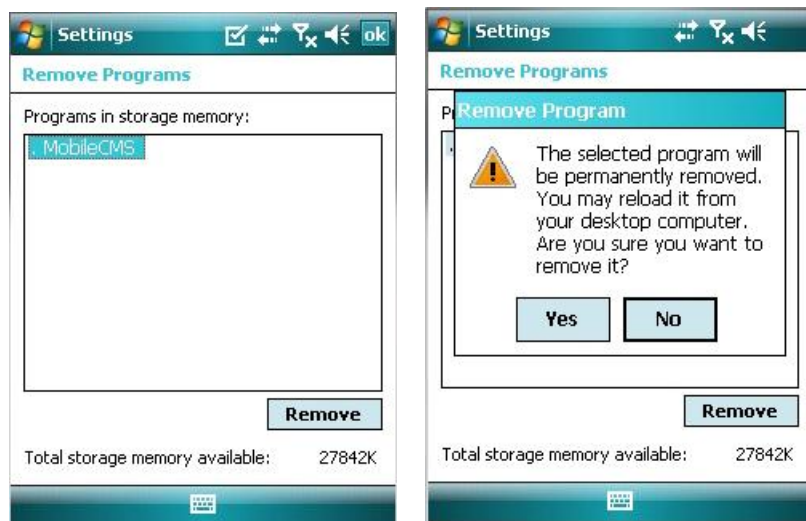 Settings
ok
Remove Programs
Programs in storage memory:
. MobileCMS
Remove
Total storage memory available: 27842K
Settings
Remove Programs
Remove Program
The selected program will
be permanently removed.
You may reload it from
your desktop computer.
Are you sure you want to
remove it?
Yes No
Remove
Total storage memory available: 27842K